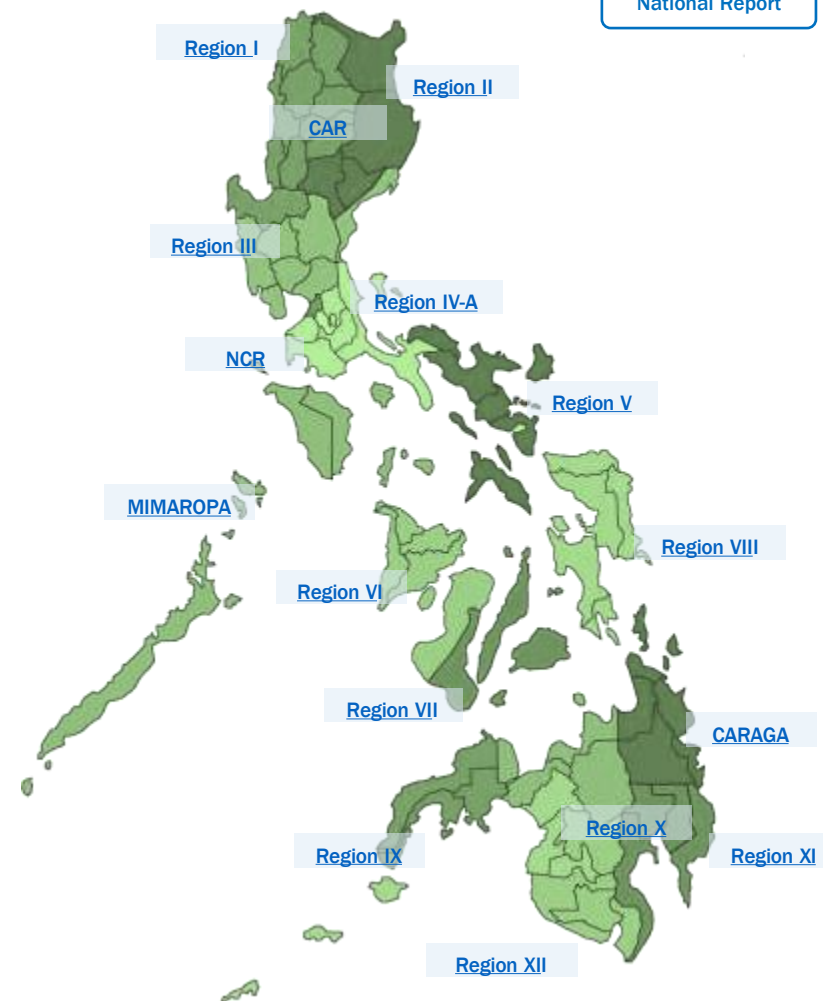 National Report
Region I
Region II
CAR
Region III
Region IV-A
NCR
Region V
MIMAROPA
Region VIII
Region VI
Region VII
CARAGA
Region X
Region IX
Region XI
Region XII